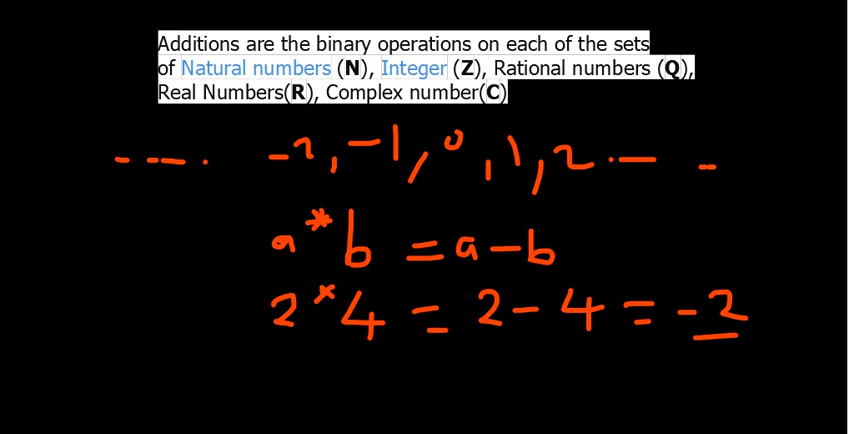 Additions are the binary operations on each of the sets
of Natural numbers (N), Integer (Z), Rational numbers (Q),
Real Numbers(R), Complex number(C)
-- --- . -2, -1, 0, 1, 2 . — --
a * b = a - b
2 * 4 = 2 - 4 = -2